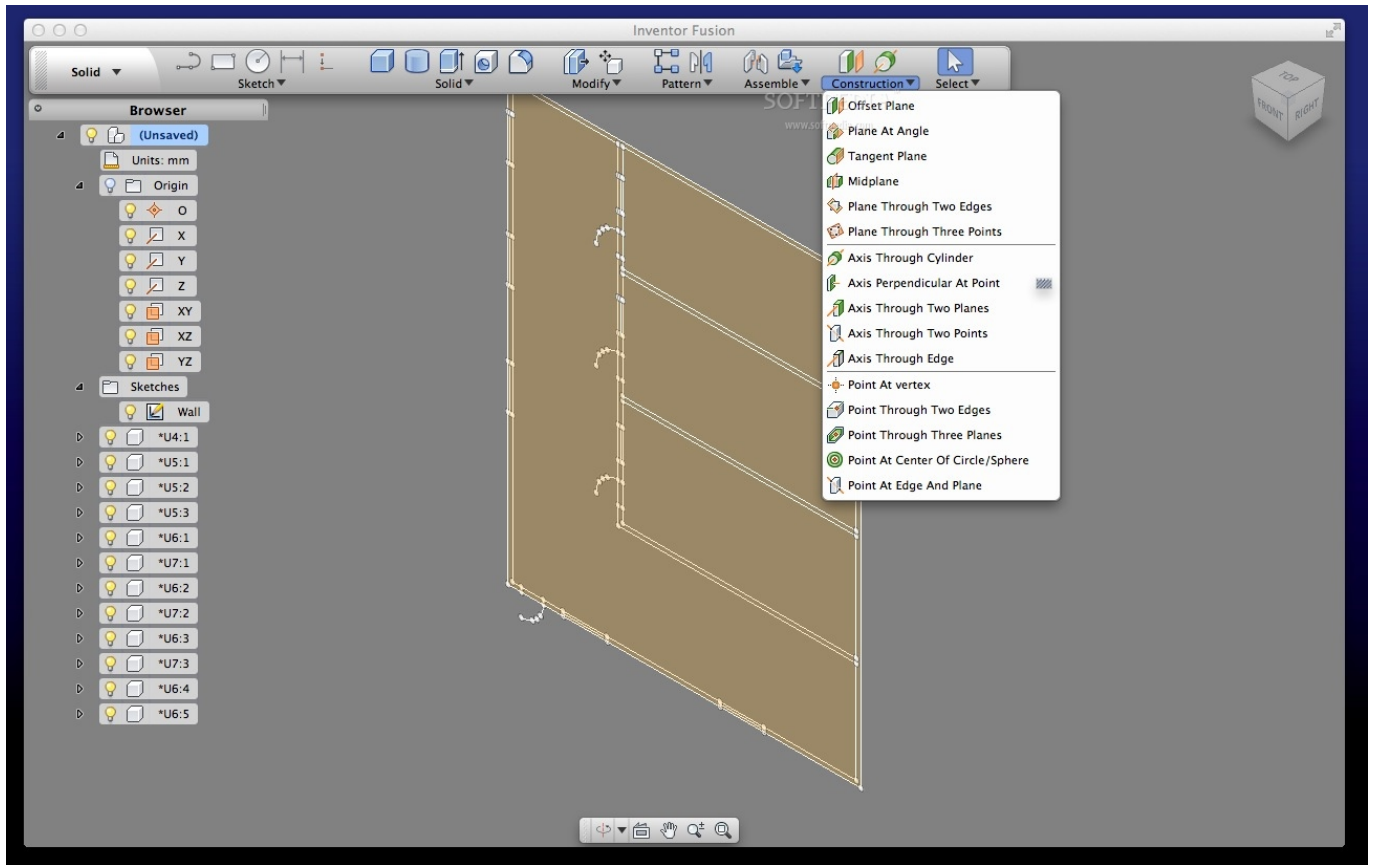 Inventor Fusion
Solid
Sketch
Solid
Modify
Pattern
Assemble
Construction
Select
TOP
FRONT
RIGHT
Browser
(Unsaved)
Units: mm
Origin
O
X
Y
Z
XY
XZ
YZ
Sketches
Wall
*U4:1
*U5:1
*U5:2
*U5:3
*U6:1
*U7:1
*U6:2
*U7:2
*U6:3
*U7:3
*U6:4
*U6:5
Offset Plane
Plane At Angle
Tangent Plane
Midplane
Plane Through Two Edges
Plane Through Three Points
Axis Through Cylinder
Axis Perpendicular At Point
Axis Through Two Planes
Axis Through Two Points
Axis Through Edge
Point At vertex
Point Through Two Edges
Point Through Three Planes
Point At Center Of Circle/Sphere
Point At Edge And Plane